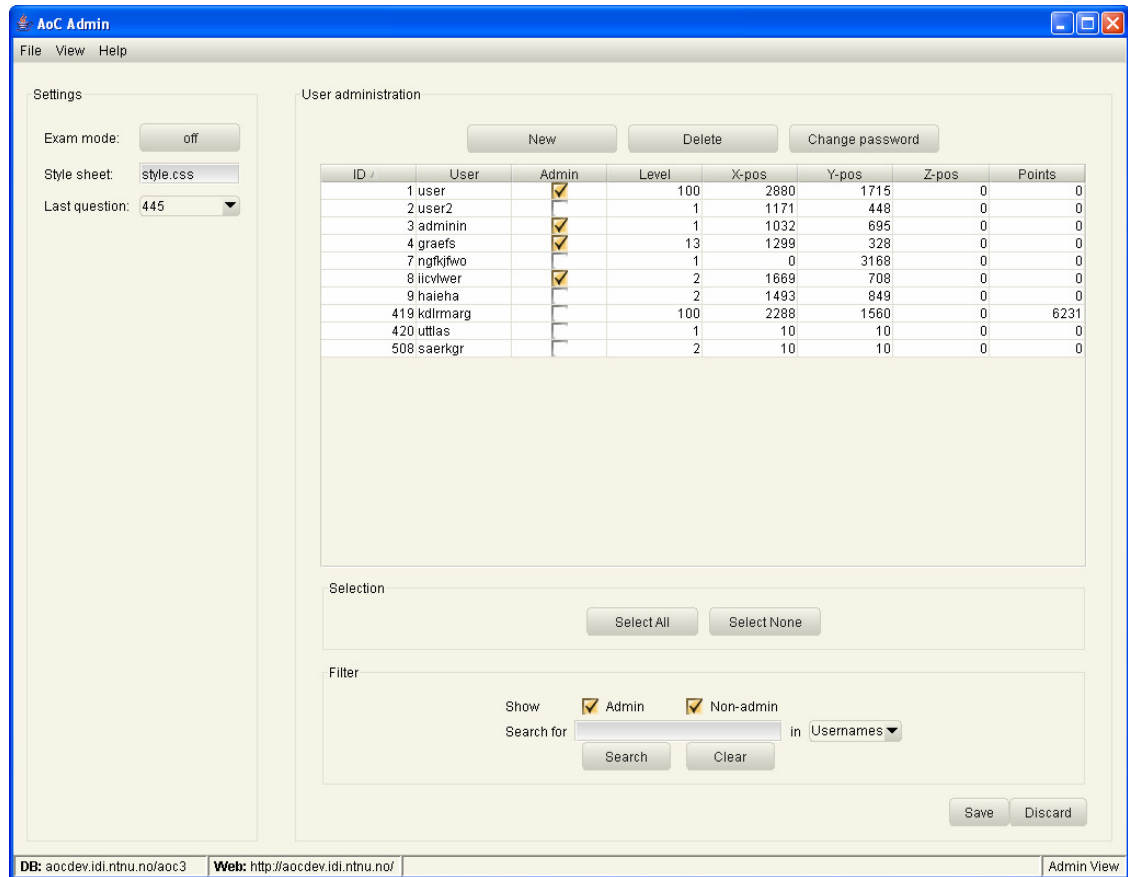 AoC Admin
File View Help
Settings
Exam mode: off
Style sheet: style.css
Last question: 445
User administration
New Delete Change password
ID User Admin Level X-pos Y-pos Z-pos Points
1 user 100 2880 1715 0 0
2 user2 1 1171 448 0 0
3 adminin 1 1032 695 0 0
4 graefs 13 1299 328 0 0
7 ngfkjfwo 1 0 3168 0 0
8 iicvlwer 2 1669 708 0 0
9 haieha 2 1493 849 0 0
419 kdlrmarg 100 2288 1560 0 6231
420 uttlas 1 10 10 0 0
508 saerkgr 2 10 10 0 0
Selection
Select All Select None
Filter
Show Admin Non-admin
Search for in Usernames
Search Clear
Save Discard
DB: aocdev.idi.ntnu.no/aoc3 Web: http://aocdev.idi.ntnu.no/ Admin View